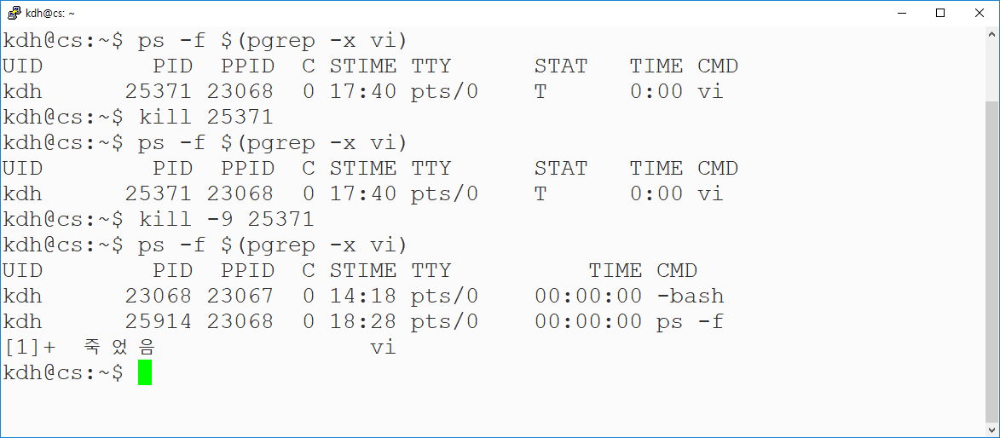 kdh@cs: ~
kdh@cs:~$ ps -f $(pgrep -x vi)
UID        PID  PPID  C STIME TTY      STAT   TIME CMD
kdh      25371 23068  0 17:40 pts/0    T      0:00 vi
kdh@cs:~$ kill 25371
kdh@cs:~$ ps -f $(pgrep -x vi)
UID        PID  PPID  C STIME TTY      STAT   TIME CMD
kdh      25371 23068  0 17:40 pts/0    T      0:00 vi
kdh@cs:~$ kill -9 25371
kdh@cs:~$ ps -f $(pgrep -x vi)
UID        PID  PPID  C STIME TTY          TIME CMD
kdh      23068 23067  0 14:18 pts/0    00:00:00 -bash
kdh      25914 23068  0 18:28 pts/0    00:00:00 ps -f
[1]+  죽었음                vi
kdh@cs:~$